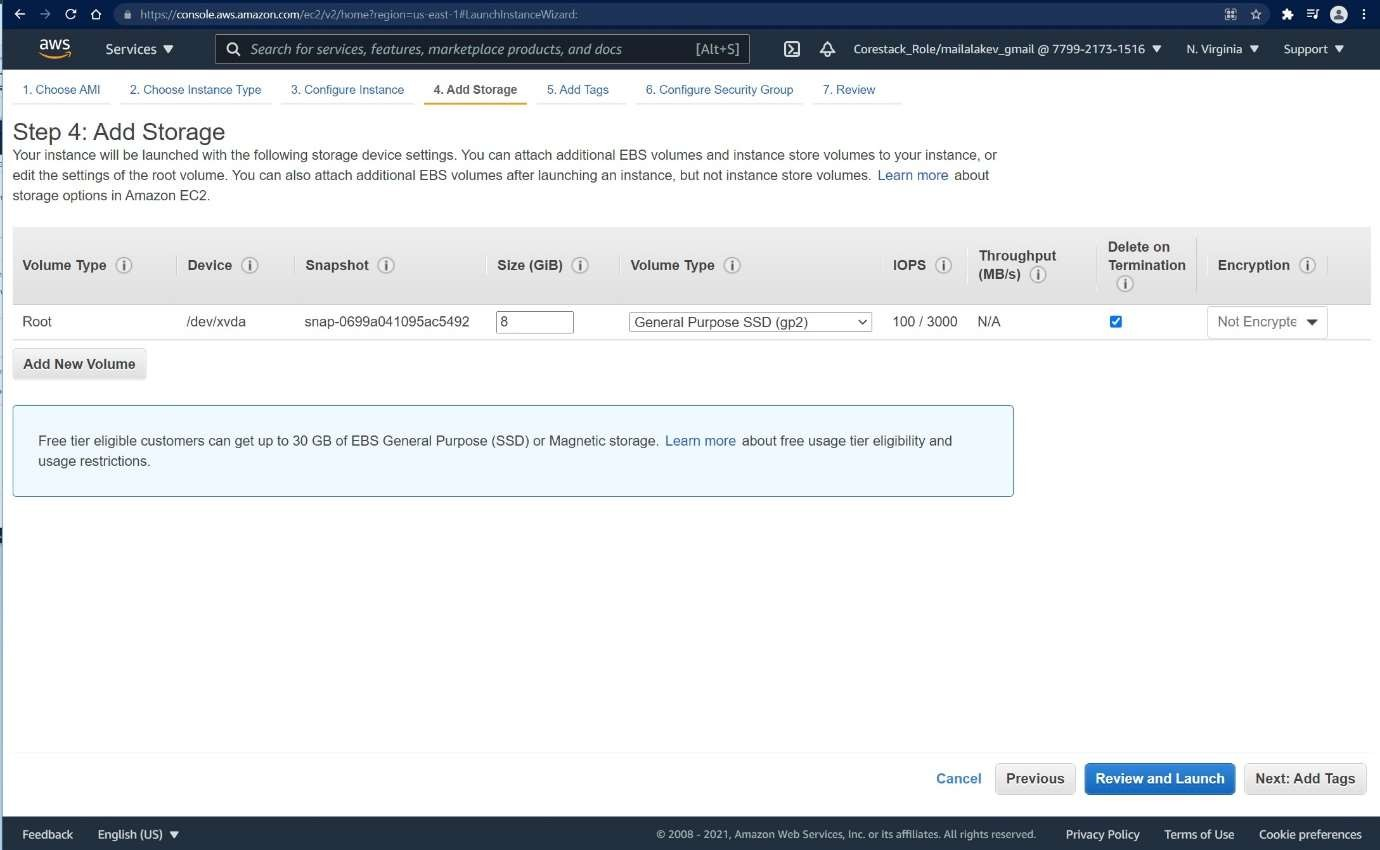 https://console.aws.amazon.com/ec2/v2/home?region=us-east-1#LaunchInstanceWizard:
aws Services Search for services, features, marketplace products, and docs [Alt+S] Corestack_Role/mailalakev_gmail @ 7799-2173-1516 N. Virginia Support
1. Choose AMI 2. Choose Instance Type 3. Configure Instance 4. Add Storage 5. Add Tags 6. Configure Security Group 7. Review
Step 4: Add Storage
Your instance will be launched with the following storage device settings. You can attach additional EBS volumes and instance store volumes to your instance, or
edit the settings of the root volume. You can also attach additional EBS volumes after launching an instance, but not instance store volumes. Learn more about
storage options in Amazon EC2.
Volume Type Device Snapshot Size (GiB) Volume Type IOPS Throughput (MB/s) Delete on Termination Encryption
Root /dev/xvda snap-0699a041095ac5492 8 General Purpose SSD (gp2) 100 / 3000 N/A Not Encrypte
Add New Volume
Free tier eligible customers can get up to 30 GB of EBS General Purpose (SSD) or Magnetic storage. Learn more about free usage tier eligibility and
usage restrictions.
Cancel Previous Review and Launch Next: Add Tags
Feedback English (US) © 2008 - 2021, Amazon Web Services, Inc. or its affiliates. All rights reserved. Privacy Policy Terms of Use Cookie preferences